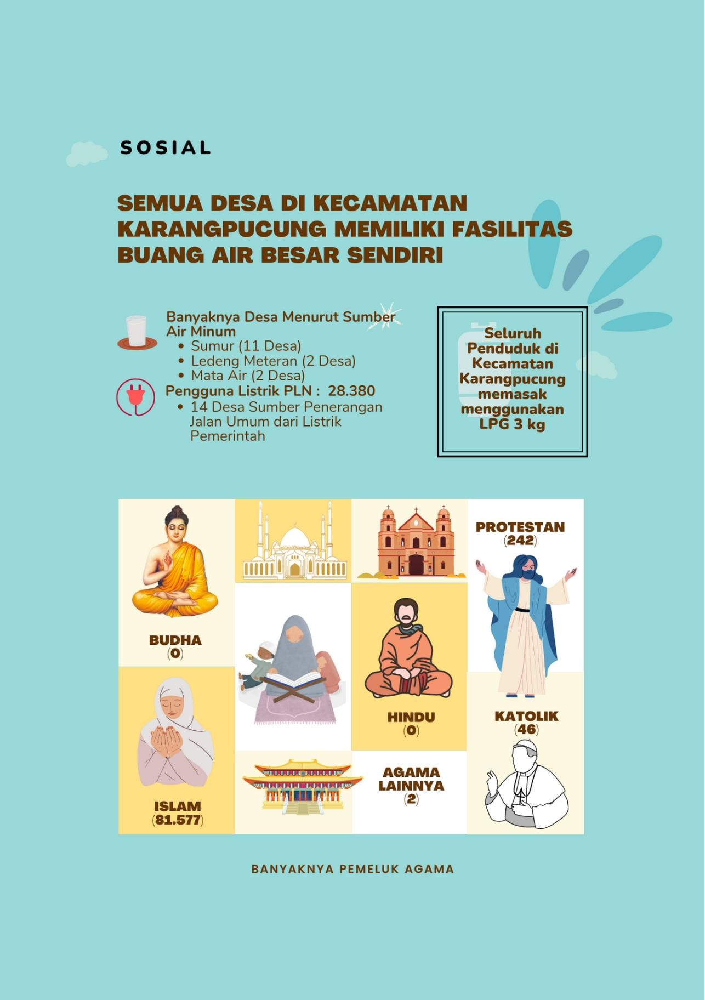 SOSIAL
SEMUA DESA DI KECAMATAN
KARANGPUCUNG MEMILIKI FASILITAS
BUANG AIR BESAR SENDIRI
Banyaknya Desa Menurut Sumber
Air Minum
• Sumur (11 Desa)
• Ledeng Meteran (2 Desa)
• Mata Air (2 Desa)
Pengguna Listrik PLN : 28.380
• 14 Desa Sumber Penerangan
Jalan Umum dari Listrik
Pemerintah
Seluruh
Penduduk di
Kecamatan
Karangpucung
memasak
menggunakan
LPG 3 kg
BUDHA
(0)
ISLAM
(81.577)
HINDU
(0)
AGAMA
LAINNYA
(2)
PROTESTAN
(242)
KATOLIK
(46)
BANYAKNYA PEMELUK AGAMA